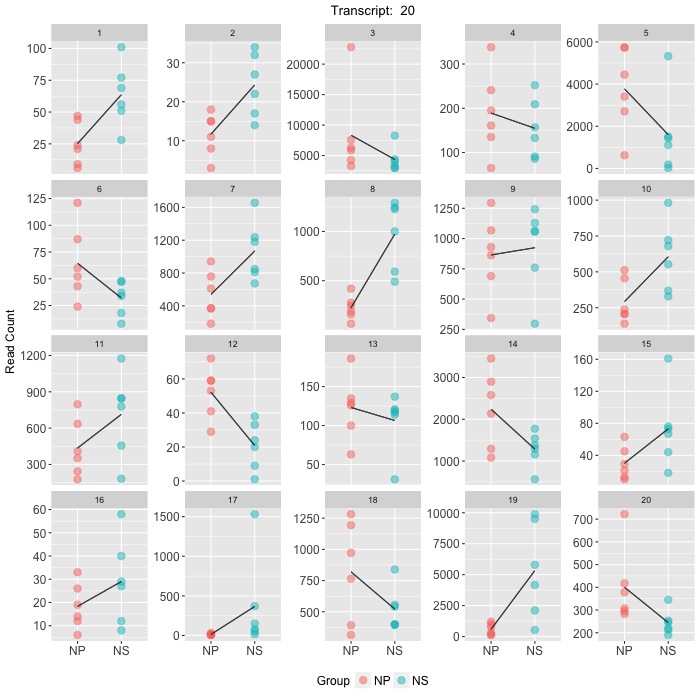 Transcript: 20
1 2 3 4 5
100 75 50 25
30 20 10
20000 15000 10000 5000
300 200 100
6000 4000 2000 0
6 7 8 9 10
125 100 75 50 25
1600 1200 800 400
1000 500
1250 1000 750 500 250
1000 750 500 250
Read Count
11 12 13 14 15
1200 900 600 300
60 40 20 0
150 100 50
3000 2000 1000
160 120 80 40
16 17 18 19 20
60 50 40 30 20 10
1500 1000 500 0
1250 1000 750 500
10000 7500 5000 2500 0
700 600 500 400 300 200
NP NS NP NS NP NS NP NS NP NS
Group NP NS